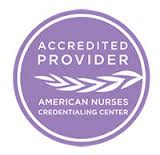 ACCREDITED
PROVIDER
AMERICAN NURSES
CREDENTIALING CENTER